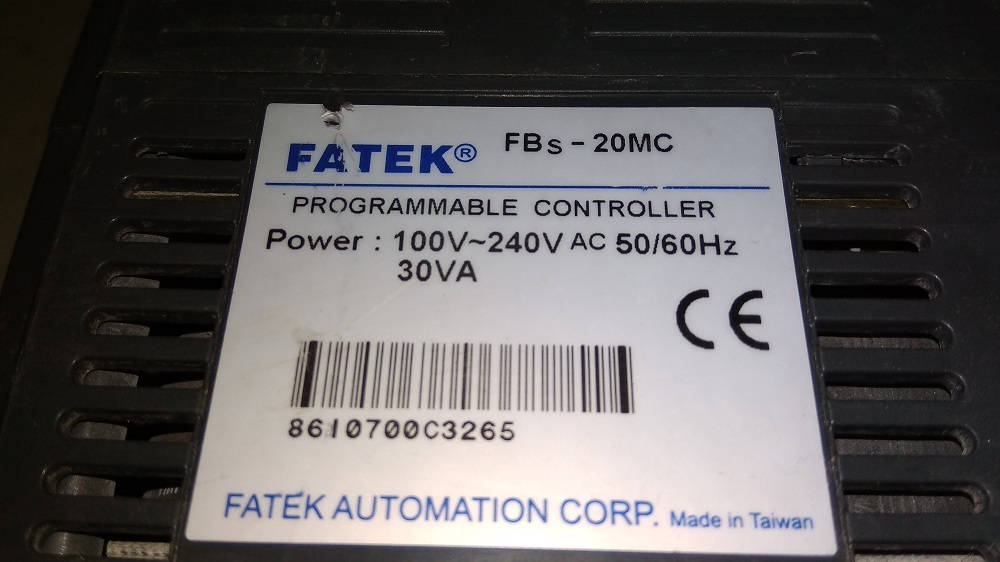 FATEK® FBs-20MC
PROGRAMMABLE CONTROLLER
Power : 100V~240V AC 50/60Hz
30VA
CE
86I0700C3265
FATEK AUTOMATION CORP. Made in Taiwan